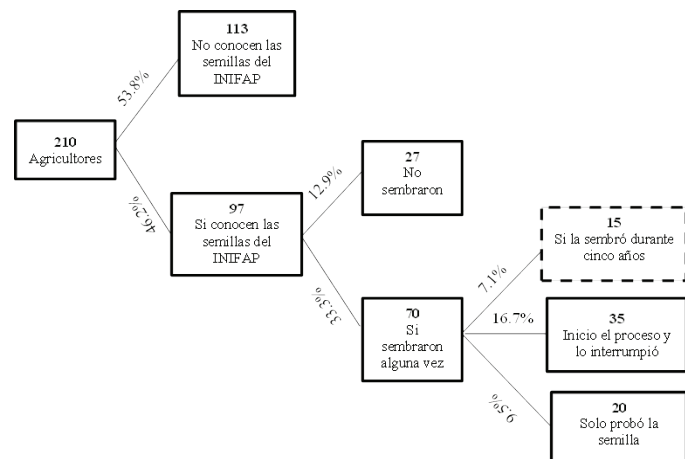 113
No conocen las
semillas del
INIFAP
53.8%
210
Agricultores
46.2%
97
Si conocen las
semillas del
INIFAP
12.9%
27
No
sembraron
33.3%
70
Si
sembraron
alguna vez
7.1%
15
Si la sembró durante
cinco años
16.7%
35
Inicio el proceso y
lo interrumpió
9.5%
20
Solo probó la
semilla